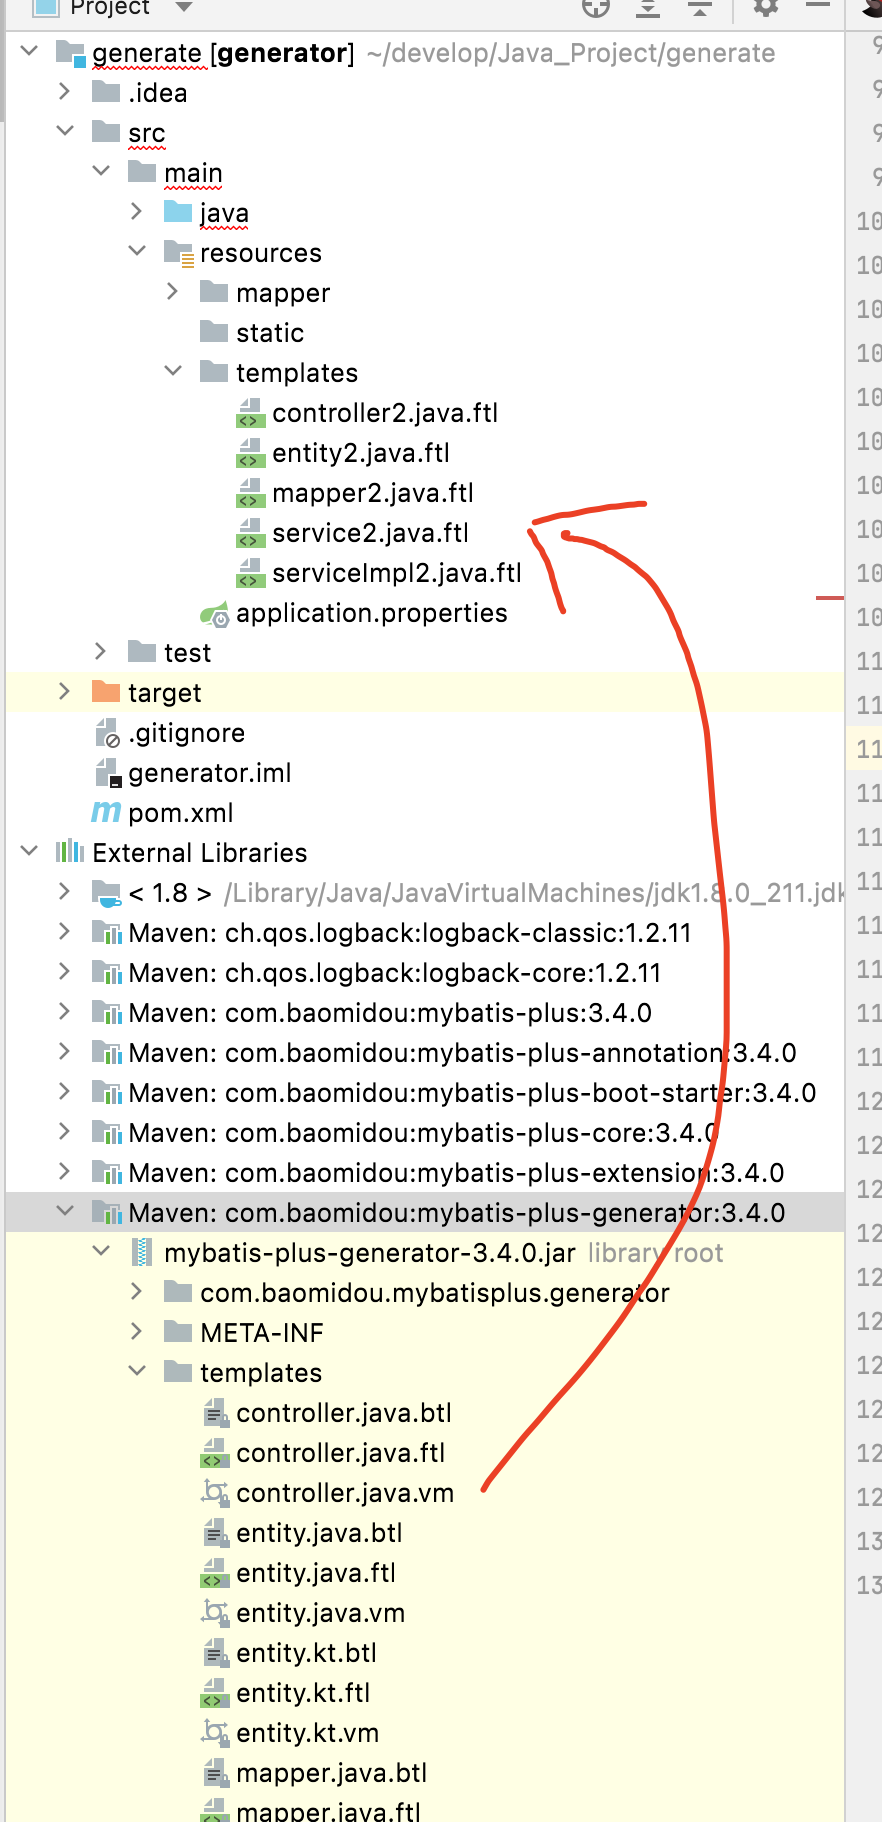 Project
generate [generator] ~/develop/Java_Project/generate
.idea
src
main
java
resources
mapper
static
templates
controller2.java.ftl
entity2.java.ftl
mapper2.java.ftl
service2.java.ftl
serviceImpl2.java.ftl
application.properties
test
target
.gitignore
generator.iml
pom.xml
External Libraries
< 1.8 > /Library/Java/JavaVirtualMachines/jdk1.8.0_211.jdk
Maven: ch.qos.logback:logback-classic:1.2.11
Maven: ch.qos.logback:logback-core:1.2.11
Maven: com.baomidou:mybatis-plus:3.4.0
Maven: com.baomidou:mybatis-plus-annotation:3.4.0
Maven: com.baomidou:mybatis-plus-boot-starter:3.4.0
Maven: com.baomidou:mybatis-plus-core:3.4.0
Maven: com.baomidou:mybatis-plus-extension:3.4.0
Maven: com.baomidou:mybatis-plus-generator:3.4.0
mybatis-plus-generator-3.4.0.jar library root
com.baomidou.mybatisplus.generator
META-INF
templates
controller.java.btl
controller.java.ftl
controller.java.vm
entity.java.btl
entity.java.ftl
entity.java.vm
entity.kt.btl
entity.kt.ftl
entity.kt.vm
mapper.java.btl
mapper.java.ftl